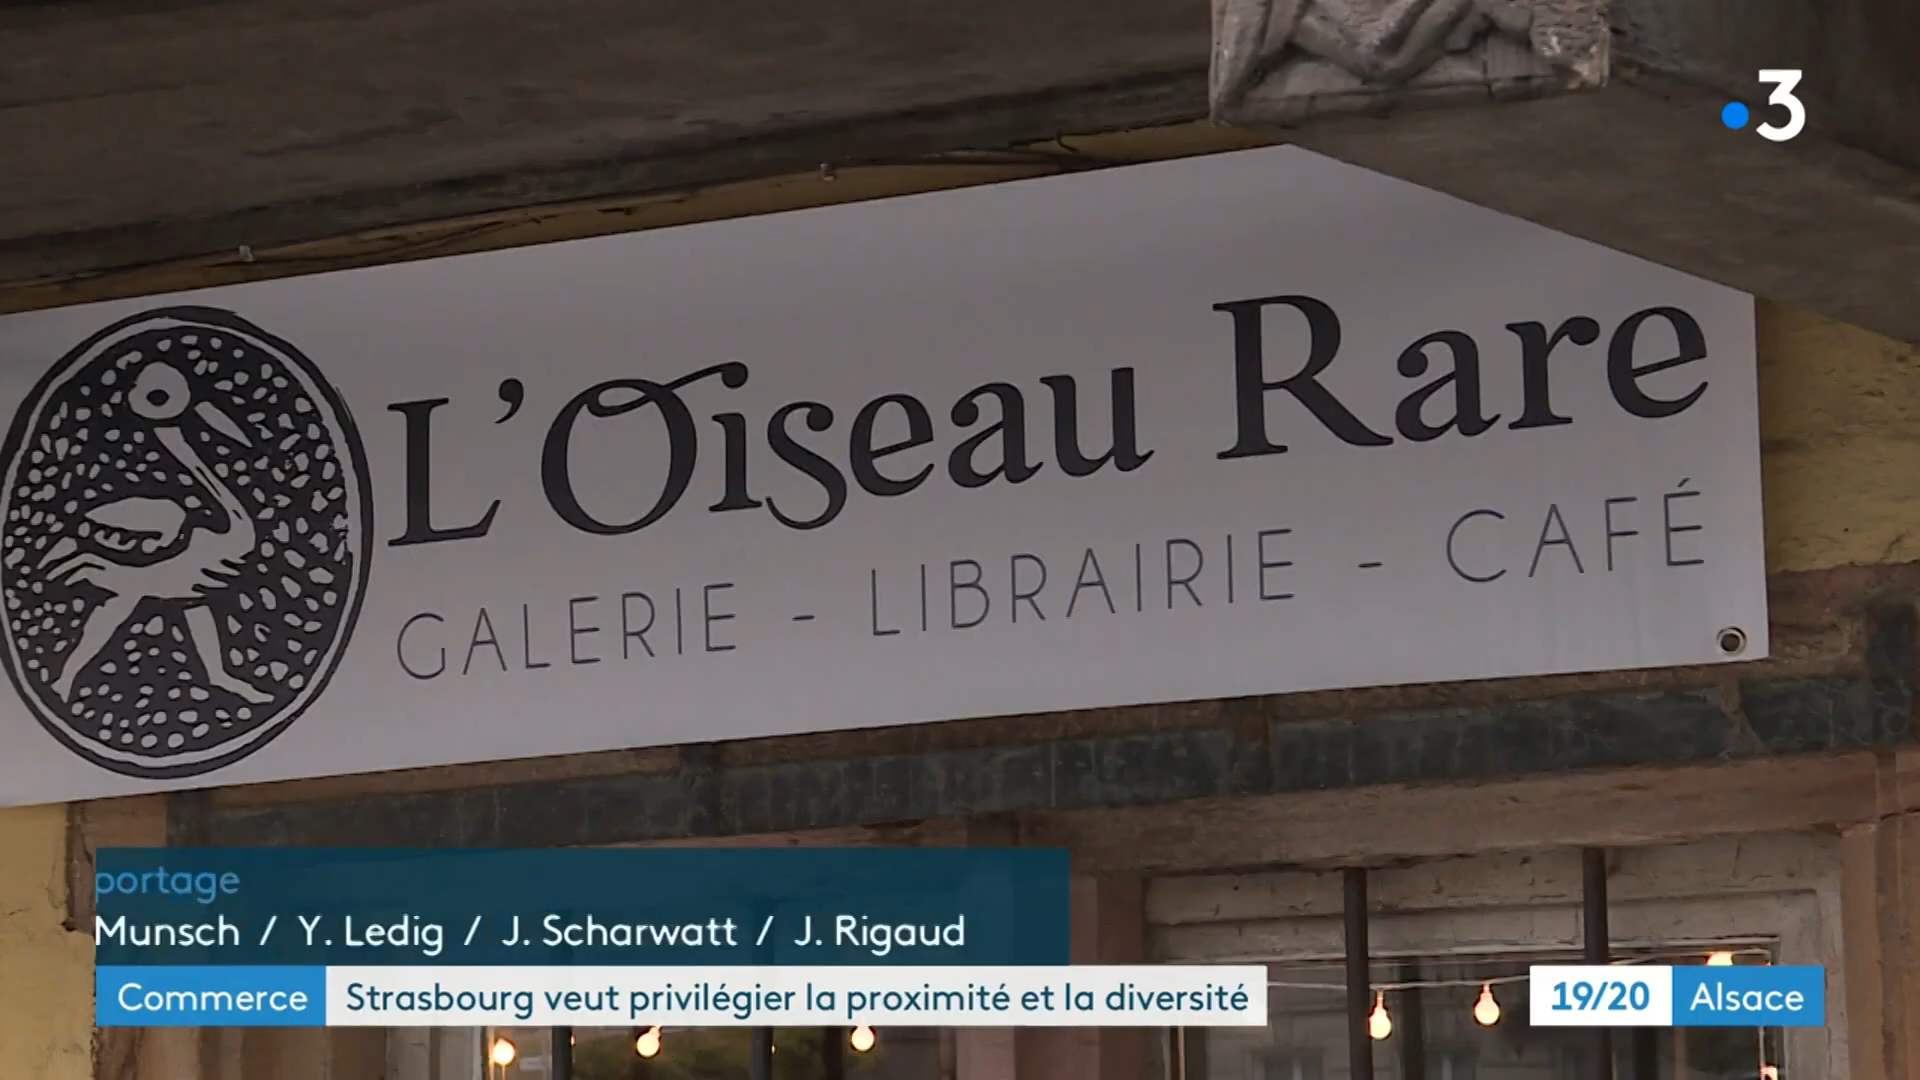 3
L'Oiseau Rare
GALERIE - LIBRAIRIE - CAFÉ
portage
Munsch / Y. Ledig / J. Scharwatt / J. Rigaud
Commerce Strasbourg veut privilégier la proximité et la diversité
19/20 Alsace